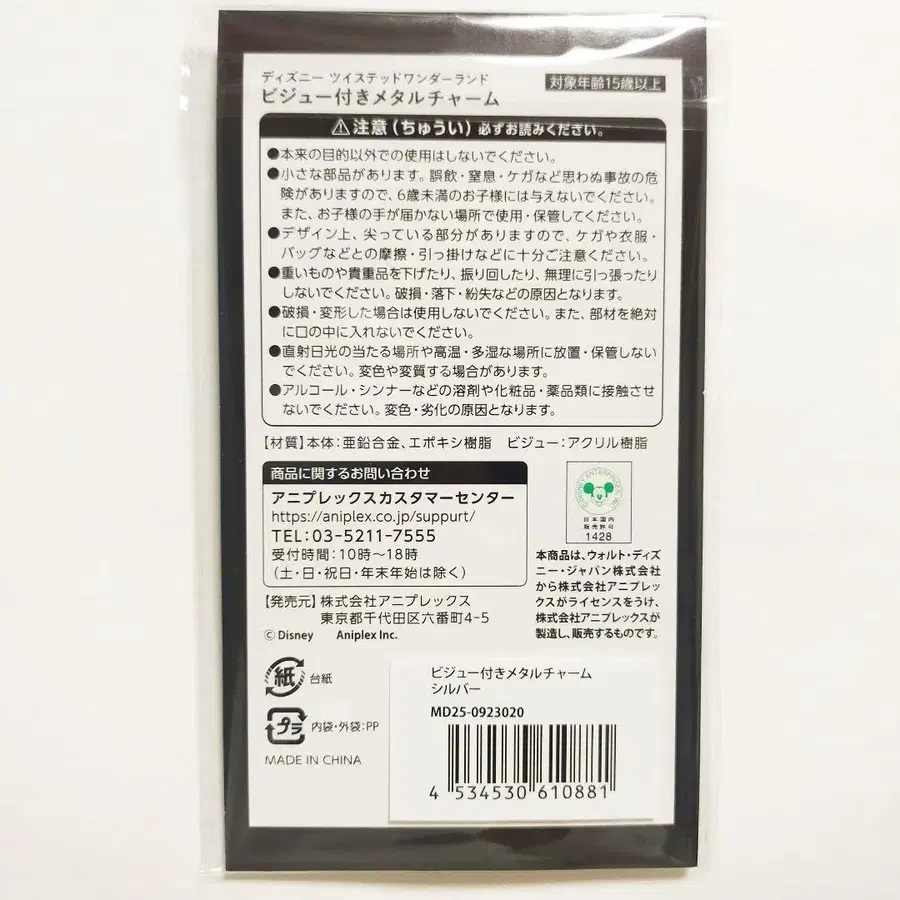 ディズニー ツイステッドワンダーランド
ビジュー付きメタルチャーム
対象年齢15歳以上
⚠注意(ちゅうい)必ずお読みください。
●本来の目的以外での使用はしないでください。
●小さな部品があります。誤飲・窒息・ケガなど思わぬ事故の危
険がありますので、6歳未満のお子様には与えないでください。
また、お子様の手が届かない場所で使用・保管してください。
●デザイン上、尖っている部分がありますので、ケガや衣服・
バッグなどとの摩擦・引っ掛けなどに十分ご注意ください。
●重いものや貴重品を下げたり、振り回したり、無理に引っ張ったり
しないでください。破損・落下・紛失などの原因となります。
●破損・変形した場合は使用しないでください。また、部材を絶対
に口の中に入れないでください。
●直射日光の当たる場所や高温・多湿な場所に放置・保管しない
でください。変色や変質する場合があります。
●アルコール・シンナーなどの溶剤や化粧品・薬品類に接触させ
ないでください。変色・劣化の原因となります。
【材質】本体：亜鉛合金、エポキシ樹脂 ビジュー：アクリル樹脂
商品に関するお問い合わせ
アニプレックスカスタマーセンター
https://aniplex.co.jp/suppurt/
TEL：03-5211-7555
受付時間：10時～18時
(土・日・祝日・年末年始は除く)
日本国内
販売許可
1428
本商品は、ウォルト・ディズ
ニー・ジャパン株式会社
から株式会社アニプレッ
クスがライセンスをうけ、
株式会社アニプレックスが
製造し、販売するものです。
【発売元】株式会社アニプレックス
東京都千代田区六番町4-5
© Disney Aniplex Inc.
紙 台紙
プラ 内袋・外袋：PP
MADE IN CHINA
ビジュー付きメタルチャーム
シルバー
MD25-0923020
4 534530 610881